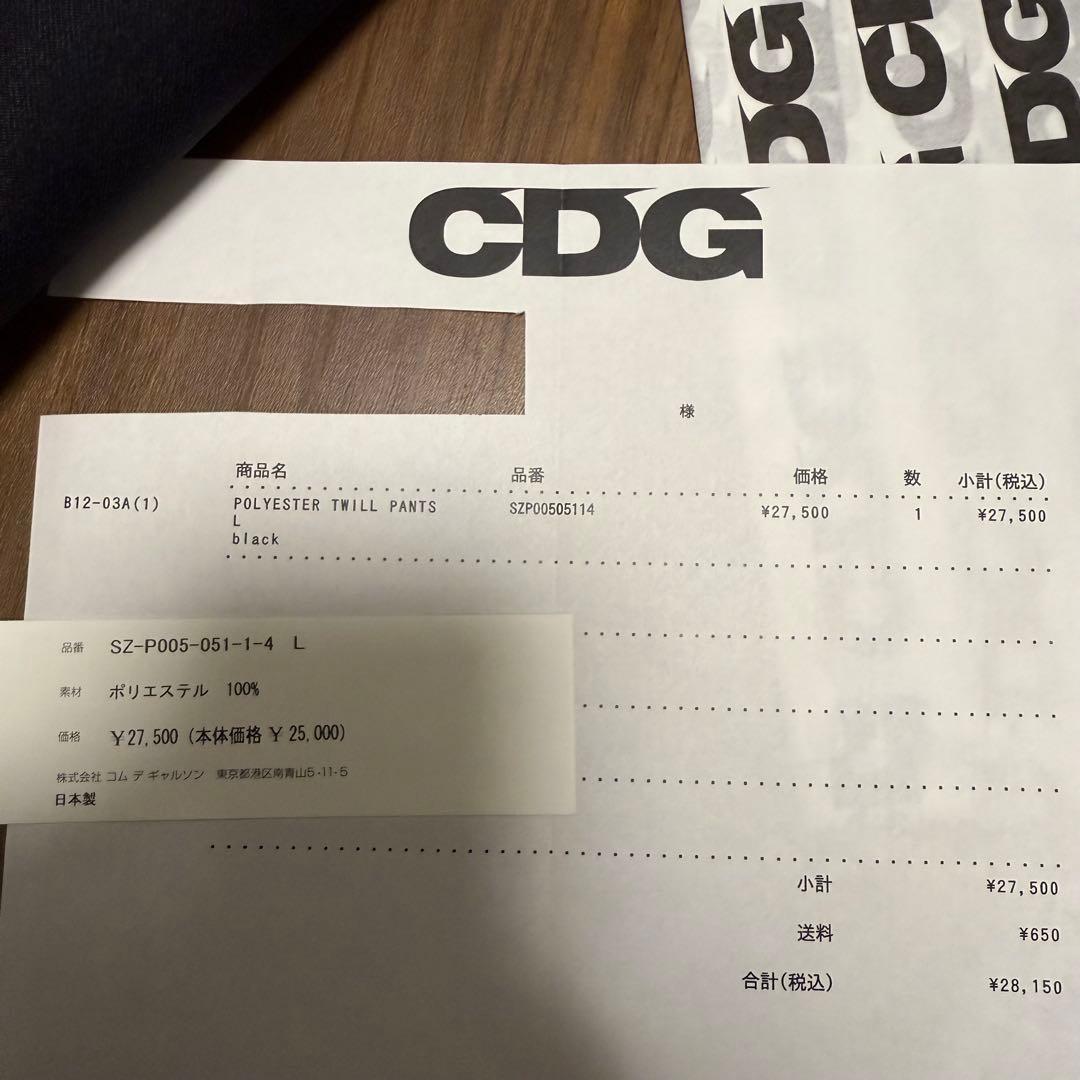 CDG
CDG
CDG
CDG
様
商品名 品番 価格 数 小計(税込)
B12-03A(1) POLYESTER TWILL PANTS SZP00505114 ¥27,500 1 ¥27,500
L
black
品番 SZ-P005-051-1-4 L
素材 ポリエステル 100%
価格 ¥27,500 (本体価格 ¥ 25,000)
株式会社 コム デ ギャルソン 東京都港区南青山5-11-5
日本製
小計 ¥27,500
送料 ¥650
合計(税込) ¥28,150